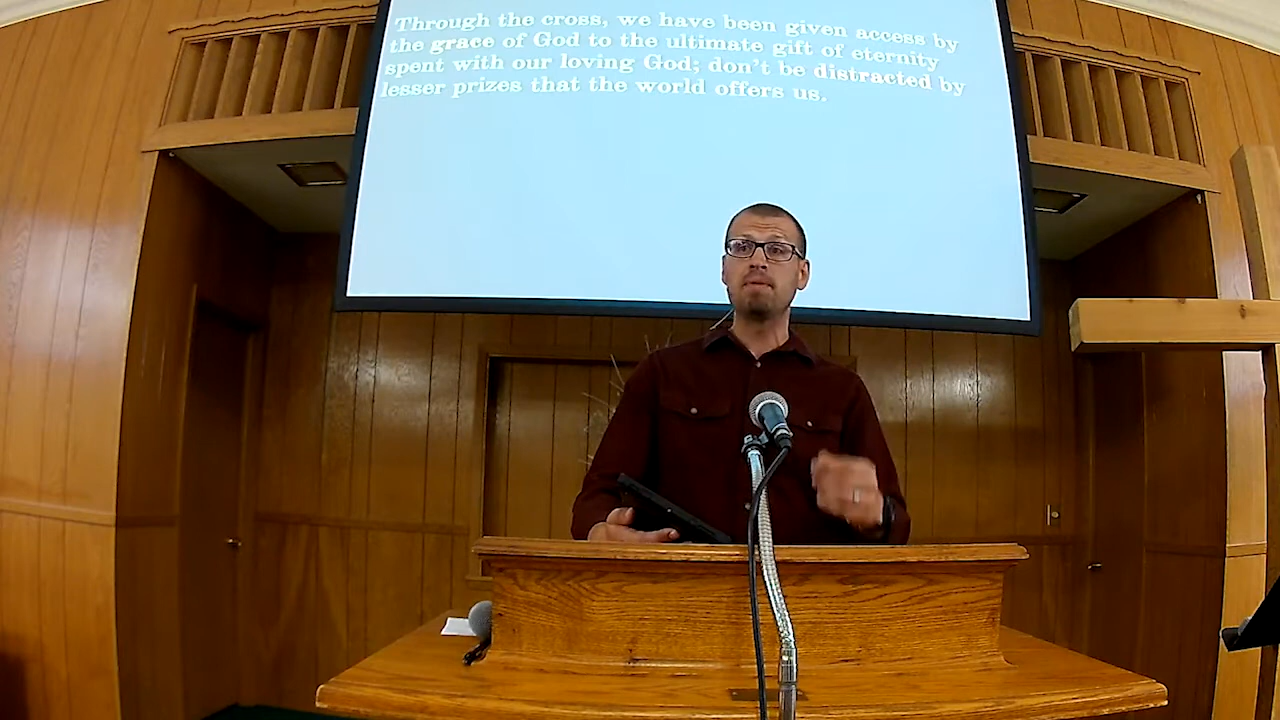 Through the cross, we have been given access by
the grace of God to the ultimate gift of eternity
spent with our loving God; don't be distracted by
lesser prizes that the world offers us.